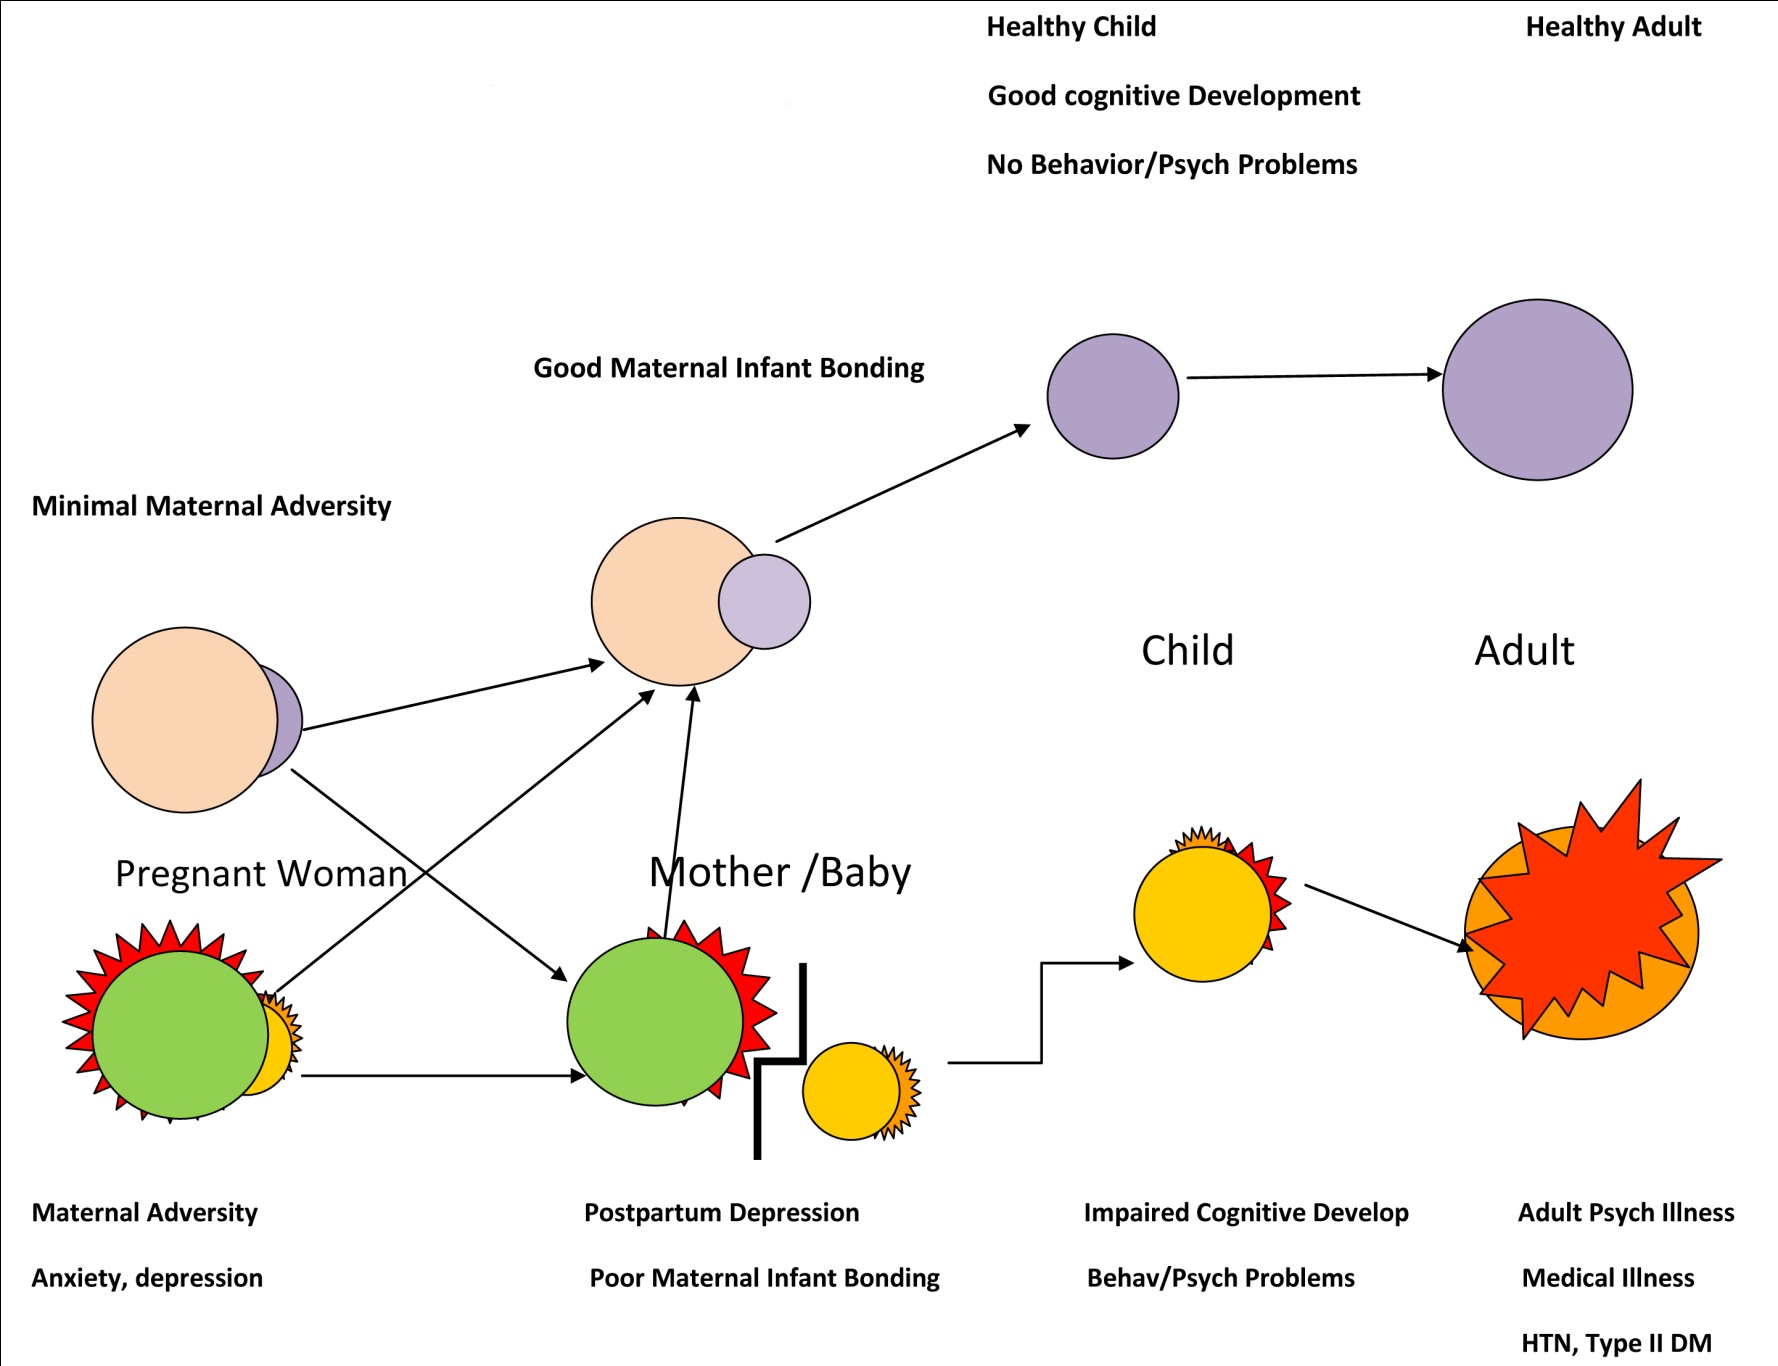 Healthy Child
Healthy Adult
Good cognitive Development
No Behavior/Psych Problems
Good Maternal Infant Bonding
Minimal Maternal Adversity
Child
Adult
Pregnant Woman
Mother /Baby
Maternal Adversity
Postpartum Depression
Impaired Cognitive Develop
Adult Psych Illness
Anxiety, depression
Poor Maternal Infant Bonding
Behav/Psych Problems
Medical Illness
HTN, Type II DM